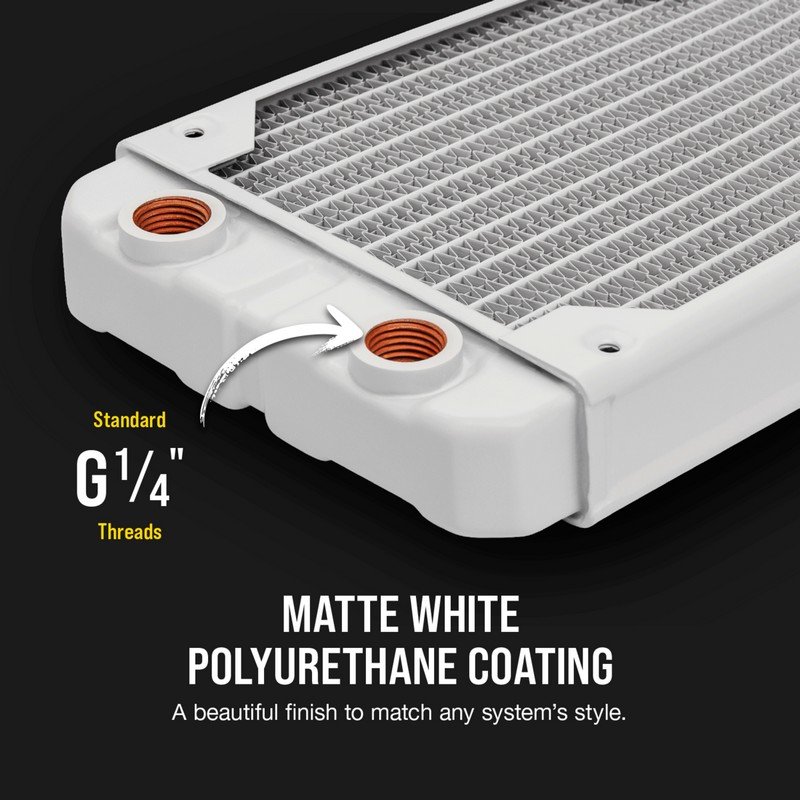 Standard
G1/4"
Threads
MATTE WHITE
POLYURETHANE COATING
A beautiful finish to match any system's style.